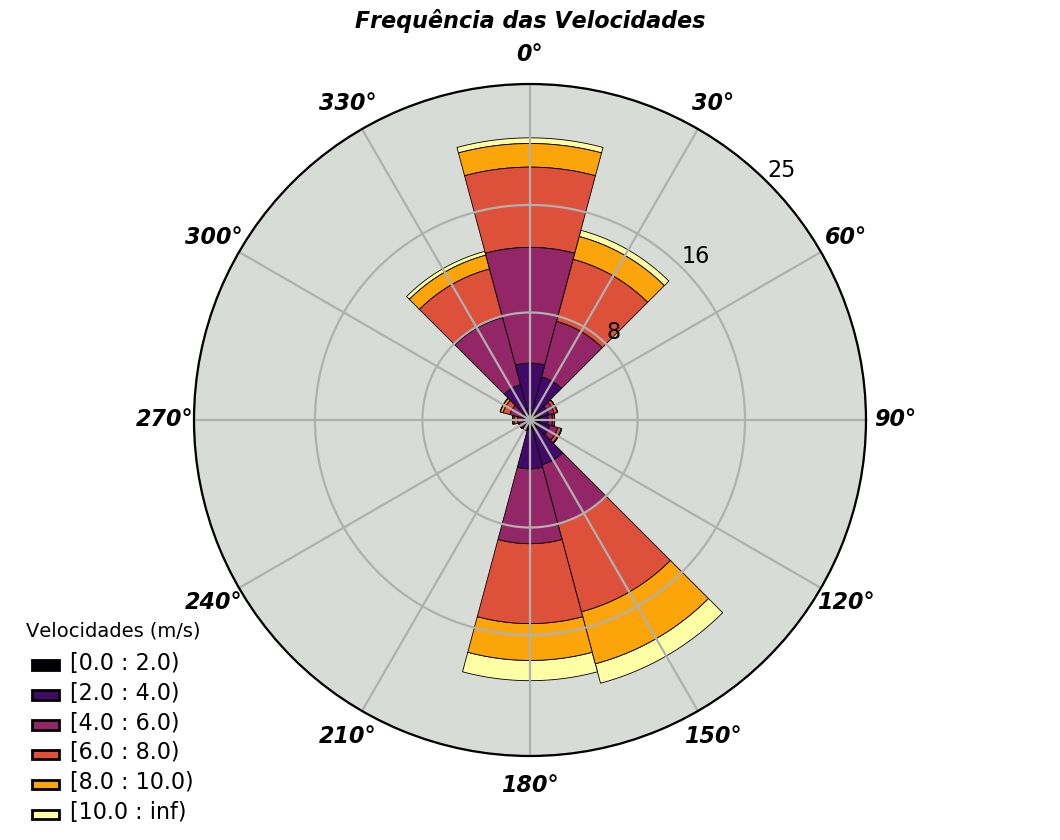 Frequência das Velocidades
0°
330°
30°
25
300°
60°
16
8
270°
90°
240°
120°
210°
150°
180°
Velocidades (m/s)
[0.0 : 2.0)
[2.0 : 4.0)
[4.0 : 6.0)
[6.0 : 8.0)
[8.0 : 10.0)
[10.0 : inf)